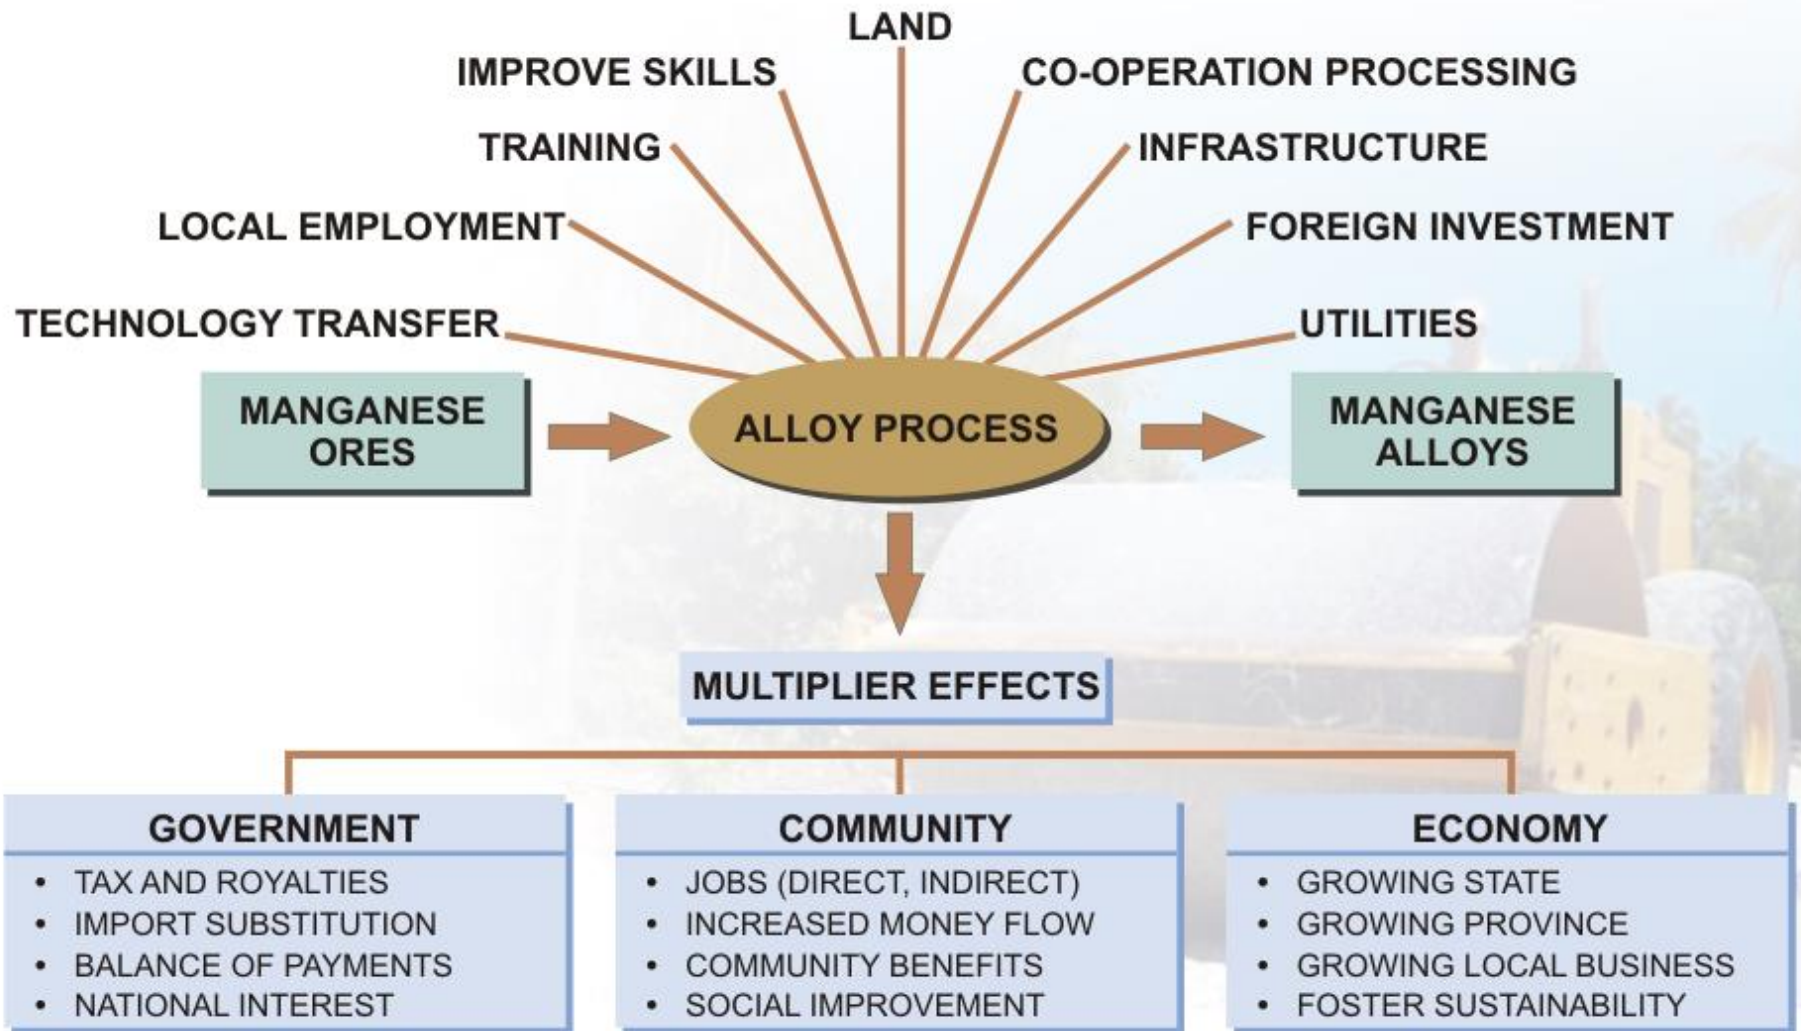 LAND
IMPROVE SKILLS
CO-OPERATION PROCESSING
TRAINING
INFRASTRUCTURE
LOCAL EMPLOYMENT
FOREIGN INVESTMENT
TECHNOLOGY TRANSFER
UTILITIES
MANGANESE
ORES
ALLOY PROCESS
MANGANESE
ALLOYS
MULTIPLIER EFFECTS
GOVERNMENT
• TAX AND ROYALTIES
• IMPORT SUBSTITUTION
• BALANCE OF PAYMENTS
• NATIONAL INTEREST
COMMUNITY
• JOBS (DIRECT, INDIRECT)
• INCREASED MONEY FLOW
• COMMUNITY BENEFITS
• SOCIAL IMPROVEMENT
ECONOMY
• GROWING STATE
• GROWING PROVINCE
• GROWING LOCAL BUSINESS
• FOSTER SUSTAINABILITY